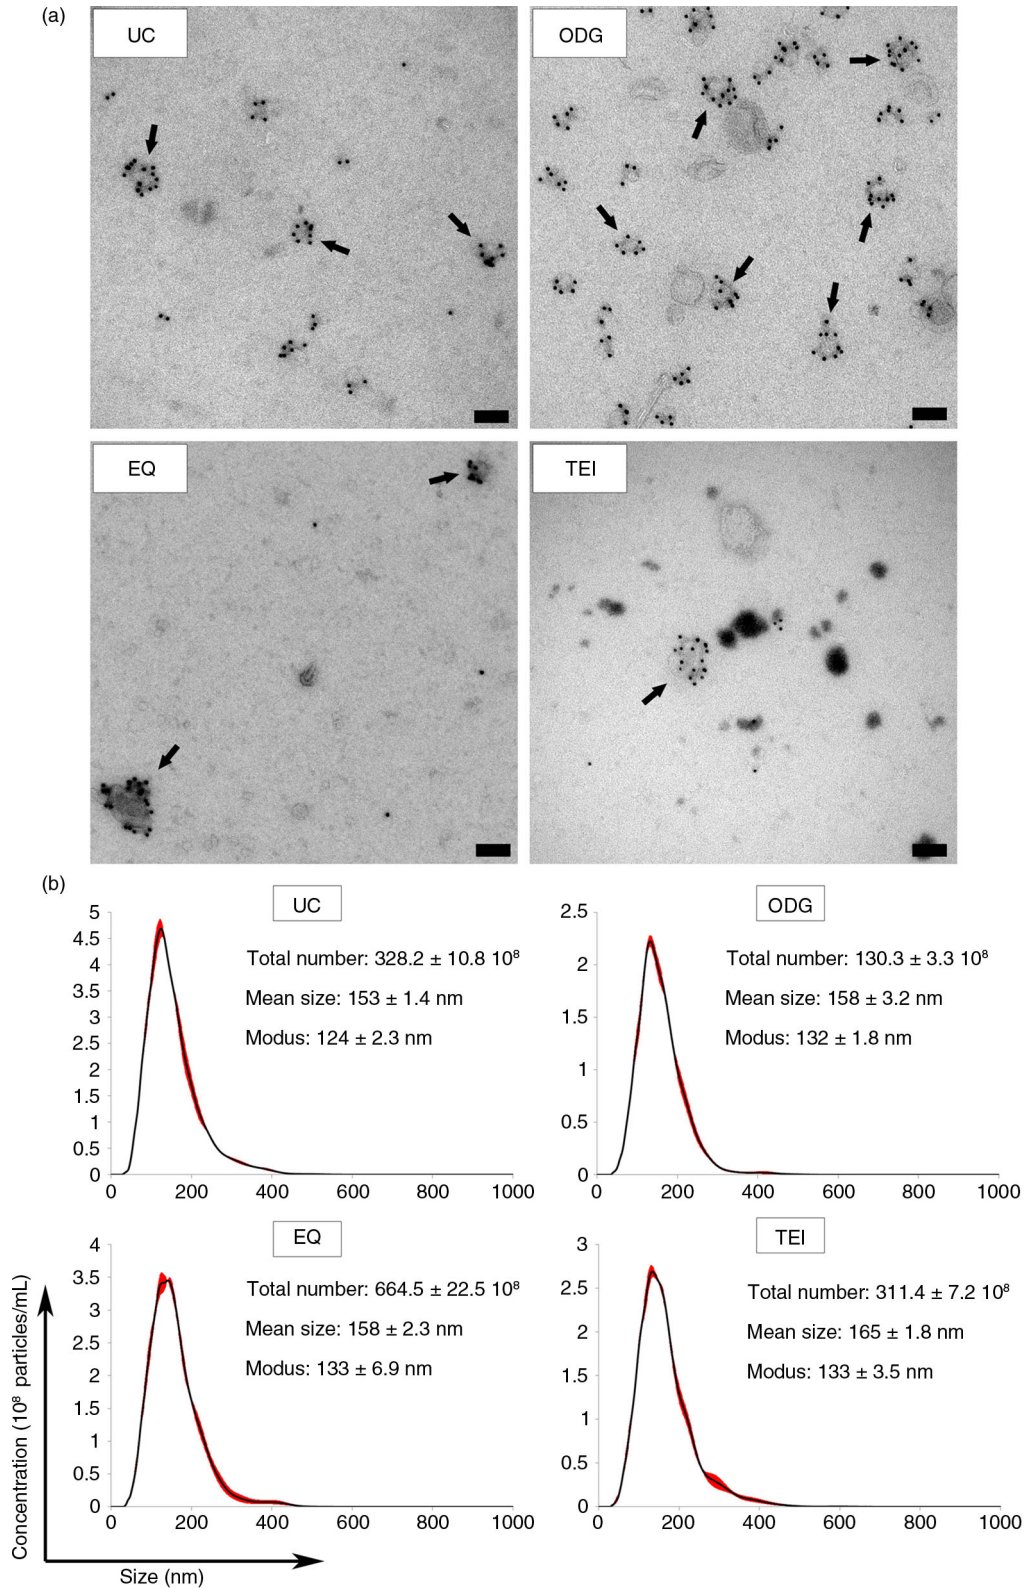 (a)
UC
ODG
EQ
TEI
(b)
UC
5
4.5
4
3.5
3
2.5
2
1.5
1
0.5
0
0 200 400 600 800 1000
Total number: 328.2 ± 10.8 10⁸
Mean size: 153 ± 1.4 nm
Modus: 124 ± 2.3 nm
ODG
2.5
2
1.5
1
0.5
0
0 200 400 600 800 1000
Total number: 130.3 ± 3.3 10⁸
Mean size: 158 ± 3.2 nm
Modus: 132 ± 1.8 nm
EQ
4
3.5
3
2.5
2
1.5
1
0.5
0
0 200 400 600 800 1000
Total number: 664.5 ± 22.5 10⁸
Mean size: 158 ± 2.3 nm
Modus: 133 ± 6.9 nm
TEI
3
2.5
2
1.5
1
0.5
0
0 200 400 600 800 1000
Total number: 311.4 ± 7.2 10⁸
Mean size: 165 ± 1.8 nm
Modus: 133 ± 3.5 nm
Concentration (10⁸ particles/mL)
Size (nm)